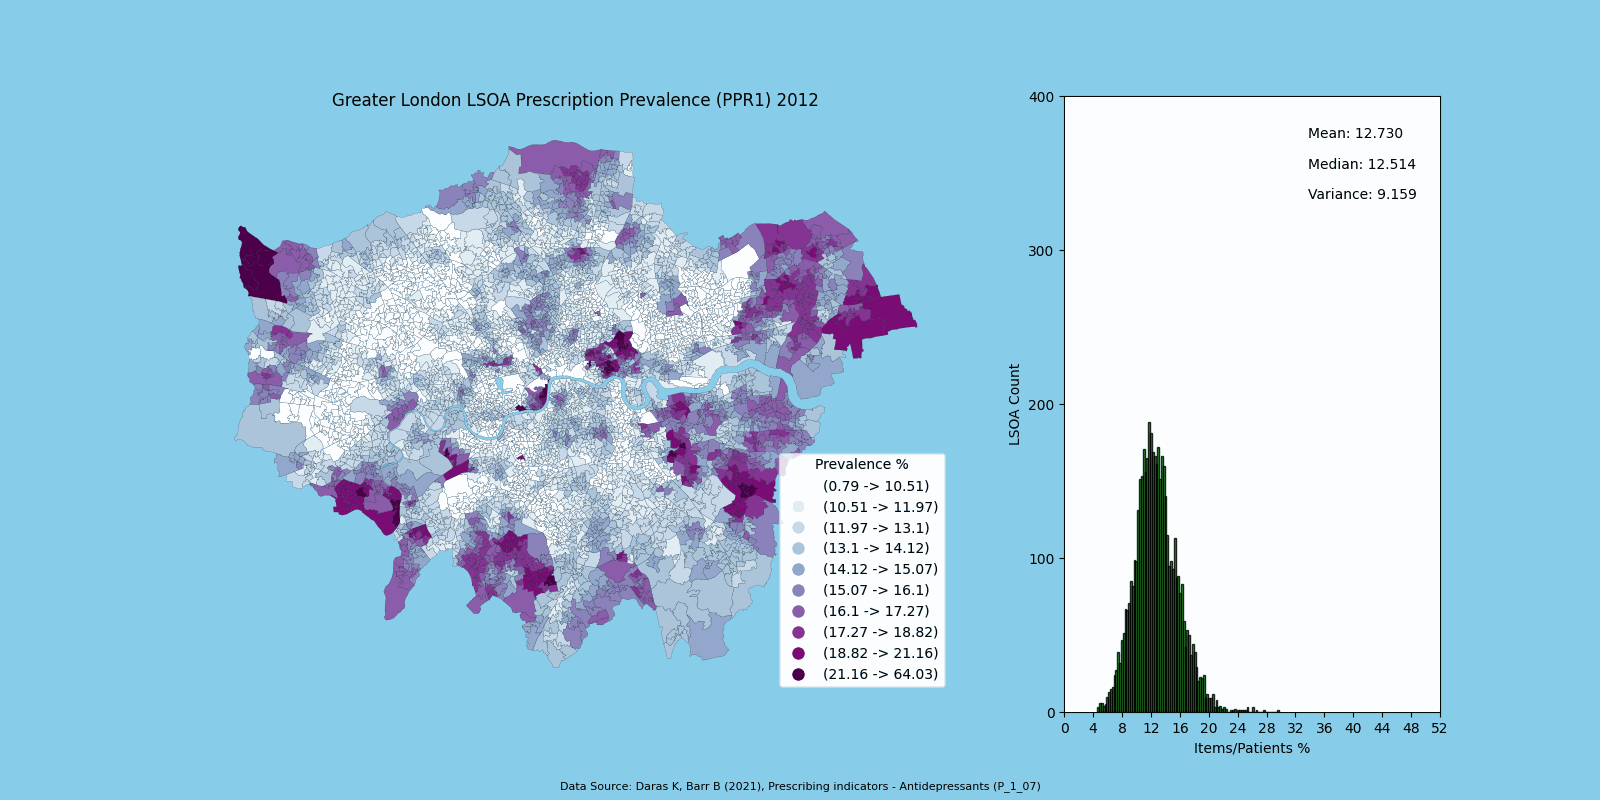 Greater London LSOA Prescription Prevalence (PPR1) 2012
Prevalence %
(0.79 -> 10.51)
(10.51 -> 11.97)
(11.97 -> 13.1)
(13.1 -> 14.12)
(14.12 -> 15.07)
(15.07 -> 16.1)
(16.1 -> 17.27)
(17.27 -> 18.82)
(18.82 -> 21.16)
(21.16 -> 64.03)
LSOA Count
400
300
200
100
0
Mean: 12.730
Median: 12.514
Variance: 9.159
0 4 8 12 16 20 24 28 32 36 40 44 48 52
Items/Patients %
Data Source: Daras K, Barr B (2021), Prescribing indicators - Antidepressants (P_1_07)